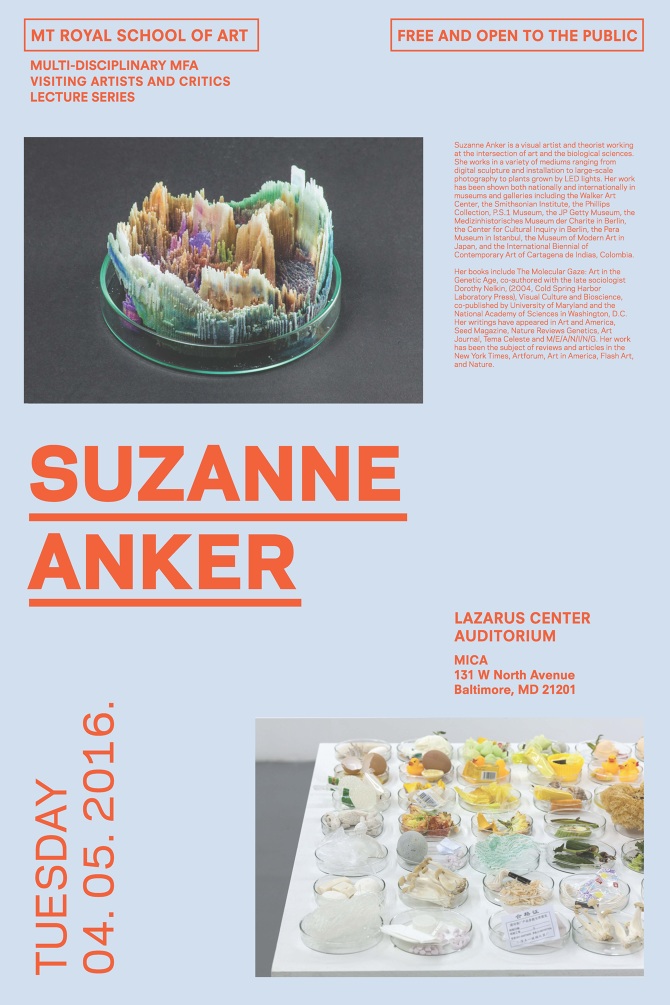 MT ROYAL SCHOOL OF ART
FREE AND OPEN TO THE PUBLIC
MULTI-DISCIPLINARY MFA
VISITING ARTISTS AND CRITICS
LECTURE SERIES
Suzanne Anker is a visual artist and theorist working
at the intersection of art and the biological sciences.
She works in a variety of mediums ranging from
digital sculpture and installation to large-scale
photography to plants grown by LED lights. Her work
has been shown both nationally and internationally in
museums and galleries including the Walker Art
Center, the Smitheonian Institute, the Phillips
Collection, P.S.1 Museum, the JP Getty Museum, the
Medizinhistorisches Museum der Charite in Berlin,
the Center for Cultural Inquiry in Berlin, the Pera
Museum in Istanbul, the Museum of Modern Art in
Japan, and the International Biennial of
Contemporary Art of Cartagena de Indias, Colombia.
Her books include The Molecular Gaze: Art in the
Genetic Age, co-authored with the late sociologist
Dorothy Nelkin, (2004, Cold Spring Harbor
Laboratory Press), Visual Culture and Bioscience,
co-published by University of Maryland and the
National Academy of Sciences in Washington, D.C.
Her writings have appeared in Art and America,
Seed Magazine, Nature Reviews Genetics, Art
Journal, Tema Celeste and M/E/A/N/I/N/G. Her work
has been the subject of reviews and articles in the
New York Times, Artforum, Art in America, Flash Art,
and Nature.
SUZANNE
ANKER
LAZARUS CENTER
AUDITORIUM
MICA
131 W North Avenue
Baltimore, MD 21201
TUESDAY
04. 05. 2016.